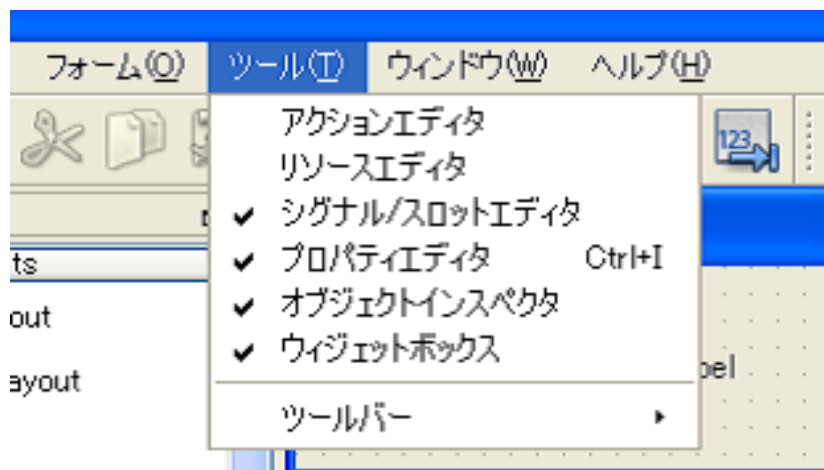 フォーム(O) ツール(T) ウィンドウ(W) ヘルプ(H)
123
アクションエディタ
リソースエディタ
シグナル/スロットエディタ
プロパティエディタ Ctrl+I
オブジェクトインスペクタ
ウィジェットボックス
ツールバー
ts
out
ayout
bel